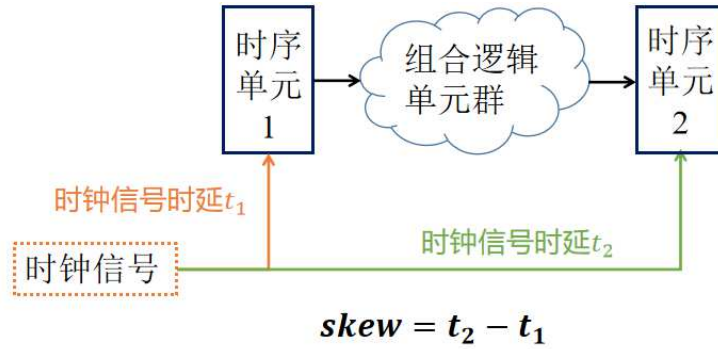 时序
单元
1
组合逻辑
单元群
时序
单元
2
时钟信号时延t₁
时钟信号时延t₂
时钟信号
skew = t₂ − t₁